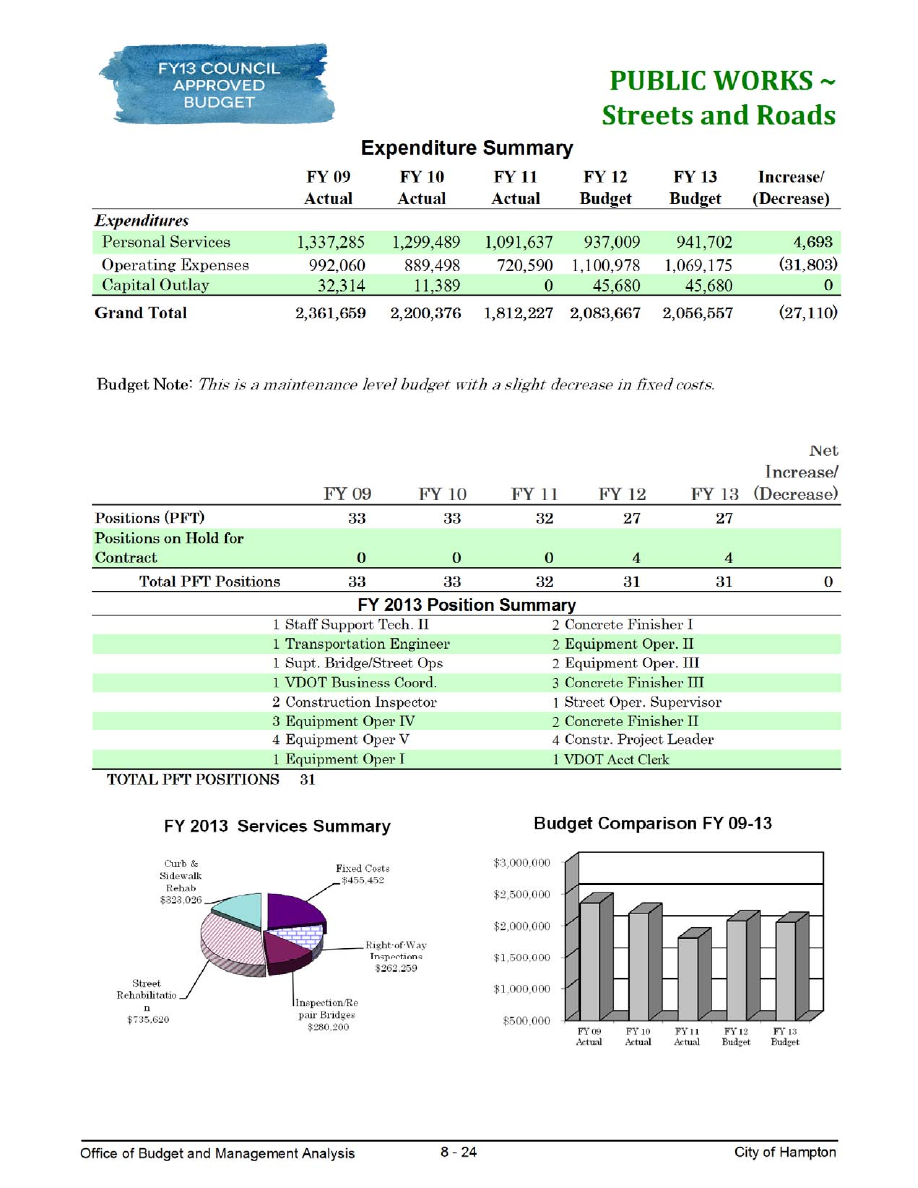 FY13 COUNCIL
APPROVED
BUDGET
PUBLIC WORKS ~
Streets and Roads
Expenditure Summary
FY 09 FY 10 FY 11 FY 12 FY 13 Increase/
Actual Actual Actual Budget Budget (Decrease)
Expenditures
Personal Services 1,337,285 1,299,489 1,091,637 937,009 941,702 4,693
Operating Expenses 992,060 889,498 720,590 1,100,978 1,069,175 (31,803)
Capital Outlay 32,314 11,389 0 45,680 45,680 0
Grand Total 2,361,659 2,200,376 1,812,227 2,083,667 2,056,557 (27,110)
Budget Note: This is a maintenance level budget with a slight decrease in fixed costs.
Net
Increase/
FY 09 FY 10 FY 11 FY 12 FY 13 (Decrease)
Positions (PFT) 33 33 32 27 27
Positions on Hold for
Contract 0 0 0 4 4
Total PFT Positions 33 33 32 31 31 0
FY 2013 Position Summary
1 Staff Support Tech. II 2 Concrete Finisher I
1 Transportation Engineer 2 Equipment Oper. II
1 Supt. Bridge/Street Ops 2 Equipment Oper. III
1 VDOT Business Coord. 3 Concrete Finisher III
2 Construction Inspector 1 Street Oper. Supervisor
3 Equipment Oper IV 2 Concrete Finisher II
4 Equipment Oper V 4 Constr. Project Leader
1 Equipment Oper I 1 VDOT Acct Clerk
TOTAL PFT POSITIONS 31
FY 2013 Services Summary
Curb &
Sidewalk
Rehab
$323,026
Fixed Costs
$455,452
Right-of-Way
Inspections
$262,259
Inspection/Re
pair Bridges
$280,200
Street
Rehabilitatio
n
$735,620
Budget Comparison FY 09-13
$3,000,000
$2,500,000
$2,000,000
$1,500,000
$1,000,000
$500,000
FY 09 FY 10 FY 11 FY 12 FY 13
Actual Actual Actual Budget Budget
Office of Budget and Management Analysis 8 - 24 City of Hampton